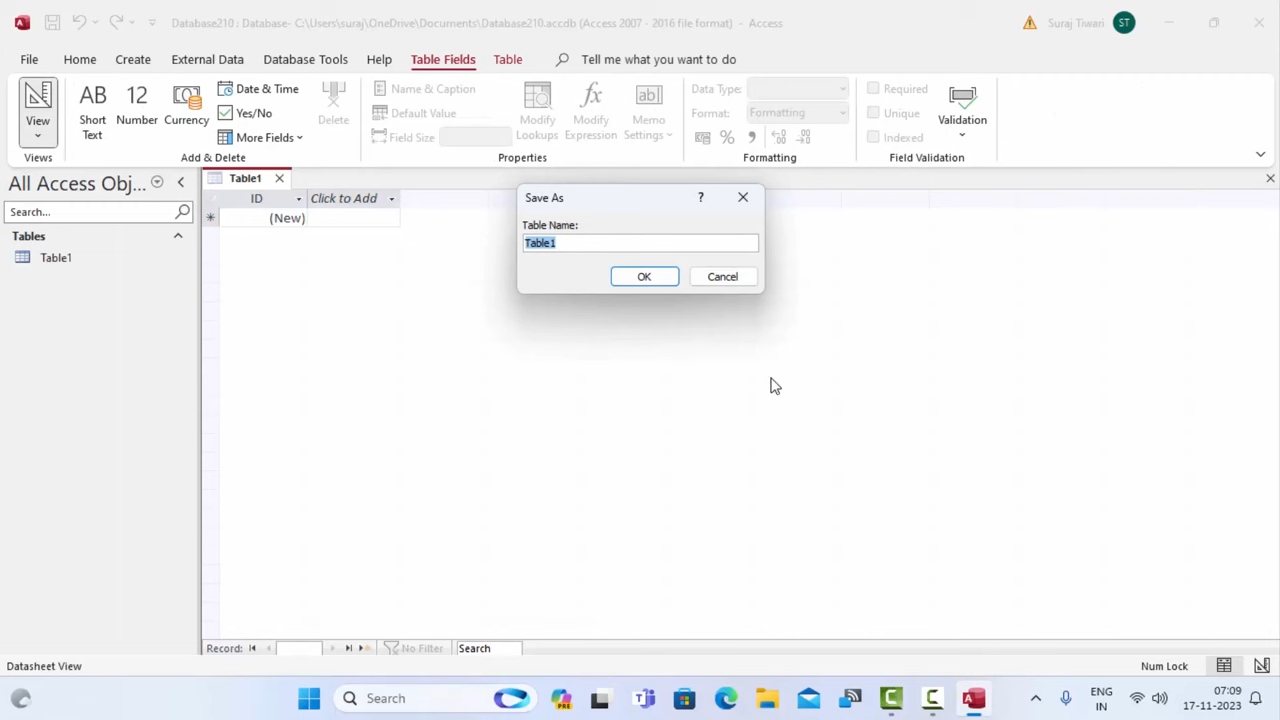 Database210 : Database- C:\Users\suraj\OneDrive\Documents\Database210.accdb (Access 2007 - 2016 file format) - Access
Suraj Tiwari
ST
File
Home
Create
External Data
Database Tools
Help
Table Fields
Table
Tell me what you want to do
View
Views
AB
Short
Text
12
Number
Currency
Date & Time
Yes/No
More Fields
Delete
Add & Delete
Name & Caption
Default Value
Field Size
Modify
Lookups
fx
Modify
Expression
ab
Memo
Settings
Properties
Data Type:
Format:
Formatting
%
Formatting
Required
Unique
Indexed
Validation
Field Validation
All Access Obj...
Search...
Tables
Table1
Table1
ID
Click to Add
(New)
Save As
?
Table Name:
Table1
OK
Cancel
Record:
No Filter
Search
Datasheet View
Num Lock
Search
PRE
ENG
IN
07:09
17-11-2023